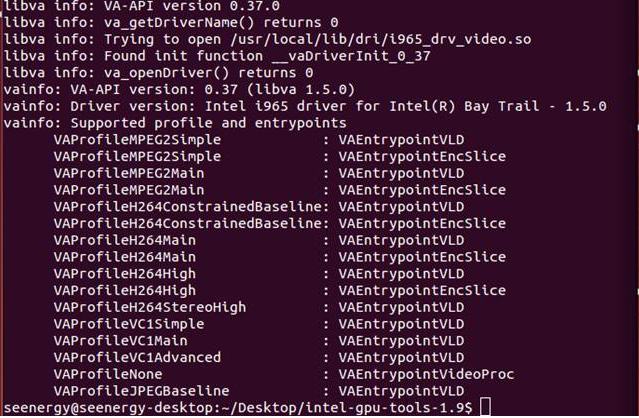 libva info: VA-API version 0.37.0
libva info: va_getDriverName() returns 0
libva info: Trying to open /usr/local/lib/dri/i965_drv_video.so
libva info: Found init function __vaDriverInit_0_37
libva info: va_openDriver() returns 0
vainfo: VA-API version: 0.37 (libva 1.5.0)
vainfo: Driver version: Intel i965 driver for Intel(R) Bay Trail - 1.5.0
vainfo: Supported profile and entrypoints
      VAProfileMPEG2Simple            : VAEntrypointVLD
      VAProfileMPEG2Simple            : VAEntrypointEncSlice
      VAProfileMPEG2Main              : VAEntrypointVLD
      VAProfileMPEG2Main              : VAEntrypointEncSlice
      VAProfileH264ConstrainedBaseline: VAEntrypointVLD
      VAProfileH264ConstrainedBaseline: VAEntrypointEncSlice
      VAProfileH264Main               : VAEntrypointVLD
      VAProfileH264Main               : VAEntrypointEncSlice
      VAProfileH264High               : VAEntrypointVLD
      VAProfileH264High               : VAEntrypointEncSlice
      VAProfileH264StereoHigh         : VAEntrypointVLD
      VAProfileVC1Simple              : VAEntrypointVLD
      VAProfileVC1Main                : VAEntrypointVLD
      VAProfileVC1Advanced            : VAEntrypointVLD
      VAProfileNone                   : VAEntrypointVideoProc
      VAProfileJPEGBaseline           : VAEntrypointVLD
seenergy@seenergy-desktop:~/Desktop/intel-gpu-tools-1.9$